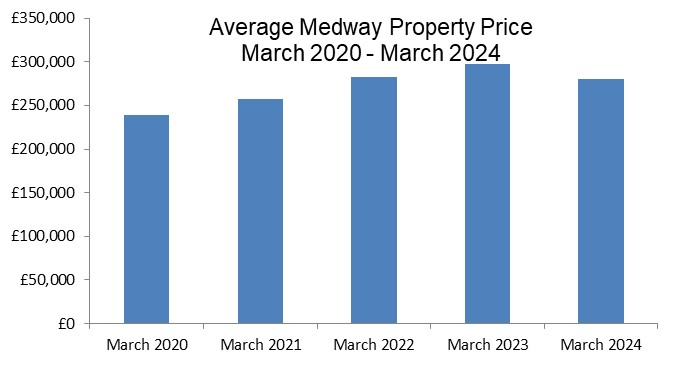 Average Medway Property Price
March 2020 - March 2024
£350,000
£300,000
£250,000
£200,000
£150,000
£100,000
£50,000
£0
March 2020
March 2021
March 2022
March 2023
March 2024